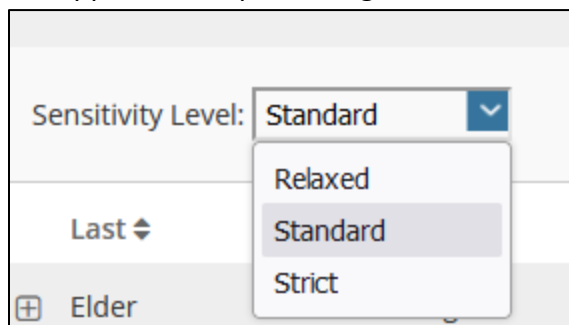 Sensitivity Level: Standard
Relaxed
Last Standard
Strict
Elder